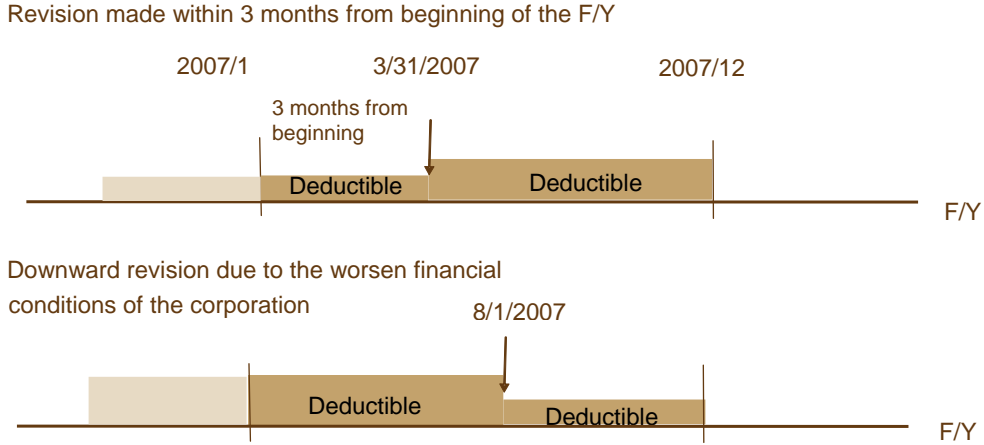 Revision made within 3 months from beginning of the F/Y
2007/1
3/31/2007
2007/12
3 months from
beginning
Deductible
Deductible
F/Y
Downward revision due to the worsen financial
conditions of the corporation
8/1/2007
Deductible
Deductible
F/Y